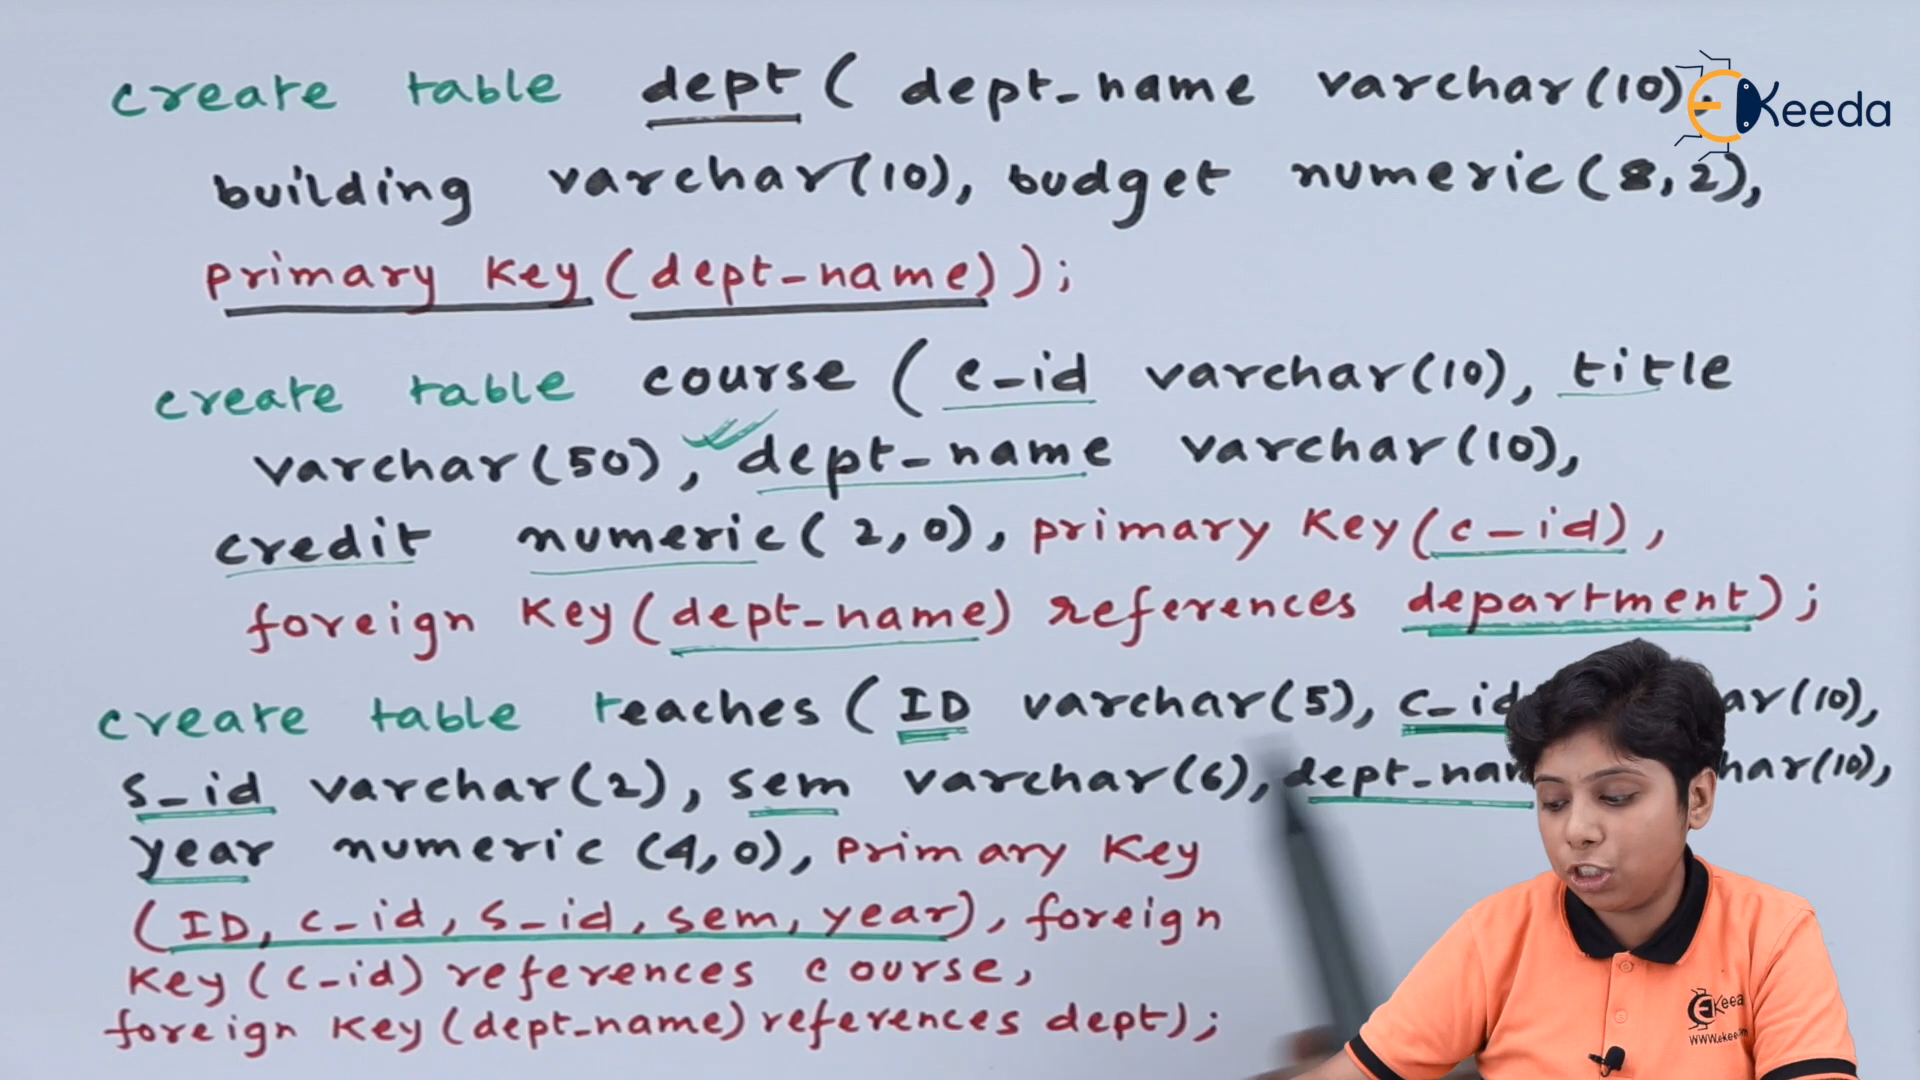 create table dept ( dept_name varchar(10),
EKeeda
building varchar(10), budget numeric(8,2),
primary key (dept_name));
create table course ( c_id varchar(10), title
varchar(50), dept_name varchar(10),
credit numeric(2,0), primary key(c_id),
foreign key(dept_name) references department);
create table teaches (ID varchar(5), c_id ar(10),
s_id varchar(2), sem varchar(6), dept_nam har(10),
year numeric (4,0), primary key
(ID, c_id, s_id, sem, year), foreign
key (c_id) references course,
foreign key (dept_name) references dept);
Keeda